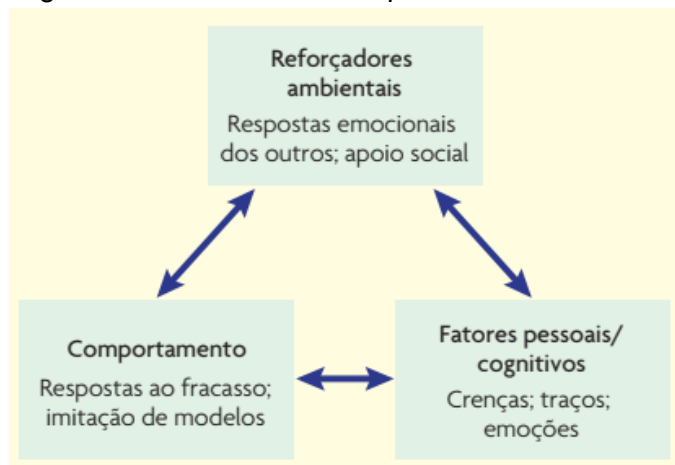 Reforçadores
ambientais
Respostas emocionais
dos outros; apoio social
Comportamento
Respostas ao fracasso;
imitação de modelos
Fatores pessoais/
cognitivos
Crenças; traços;
emoções